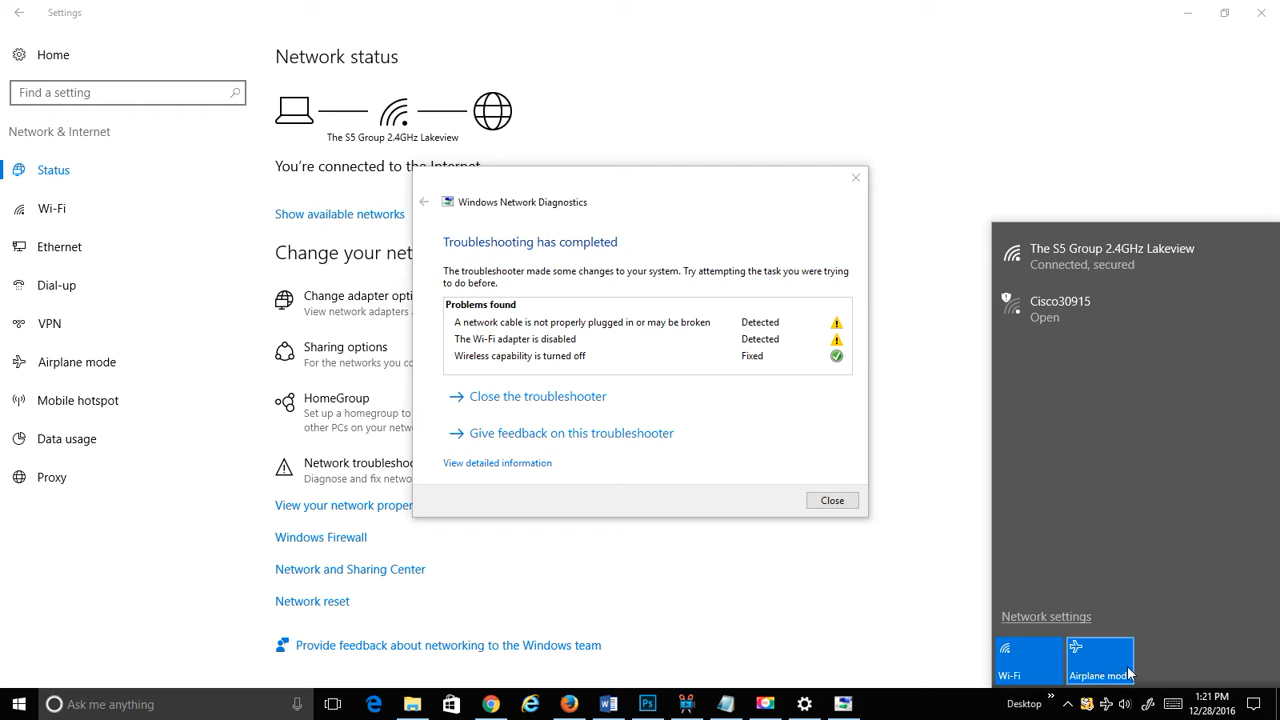 Settings
Home
Find a setting
Network & Internet
Status
Wi-Fi
Ethernet
Dial-up
VPN
Airplane mode
Mobile hotspot
Data usage
Proxy
Network status
The S5 Group 2.4GHz Lakeview
You're connected to the Internet
Show available networks
Change your net
Change adapter opti
View network adapters
Sharing options
For the networks you co
HomeGroup
Set up a homegroup to
other PCs on your netw
Network troublesho
Diagnose and fix netwo
View your network proper
Windows Firewall
Network and Sharing Center
Network reset
Provide feedback about networking to the Windows team
Windows Network Diagnostics
Troubleshooting has completed
The troubleshooter made some changes to your system. Try attempting the task you were trying
to do before.
Problems found
A network cable is not properly plugged in or may be broken Detected
The Wi-Fi adapter is disabled Detected
Wireless capability is turned off Fixed
Close the troubleshooter
Give feedback on this troubleshooter
View detailed information
Close
The S5 Group 2.4GHz Lakeview
Connected, secured
Cisco30915
Open
Network settings
Wi-Fi
Airplane mode
Ask me anything
Desktop
1:21 PM
12/28/2016